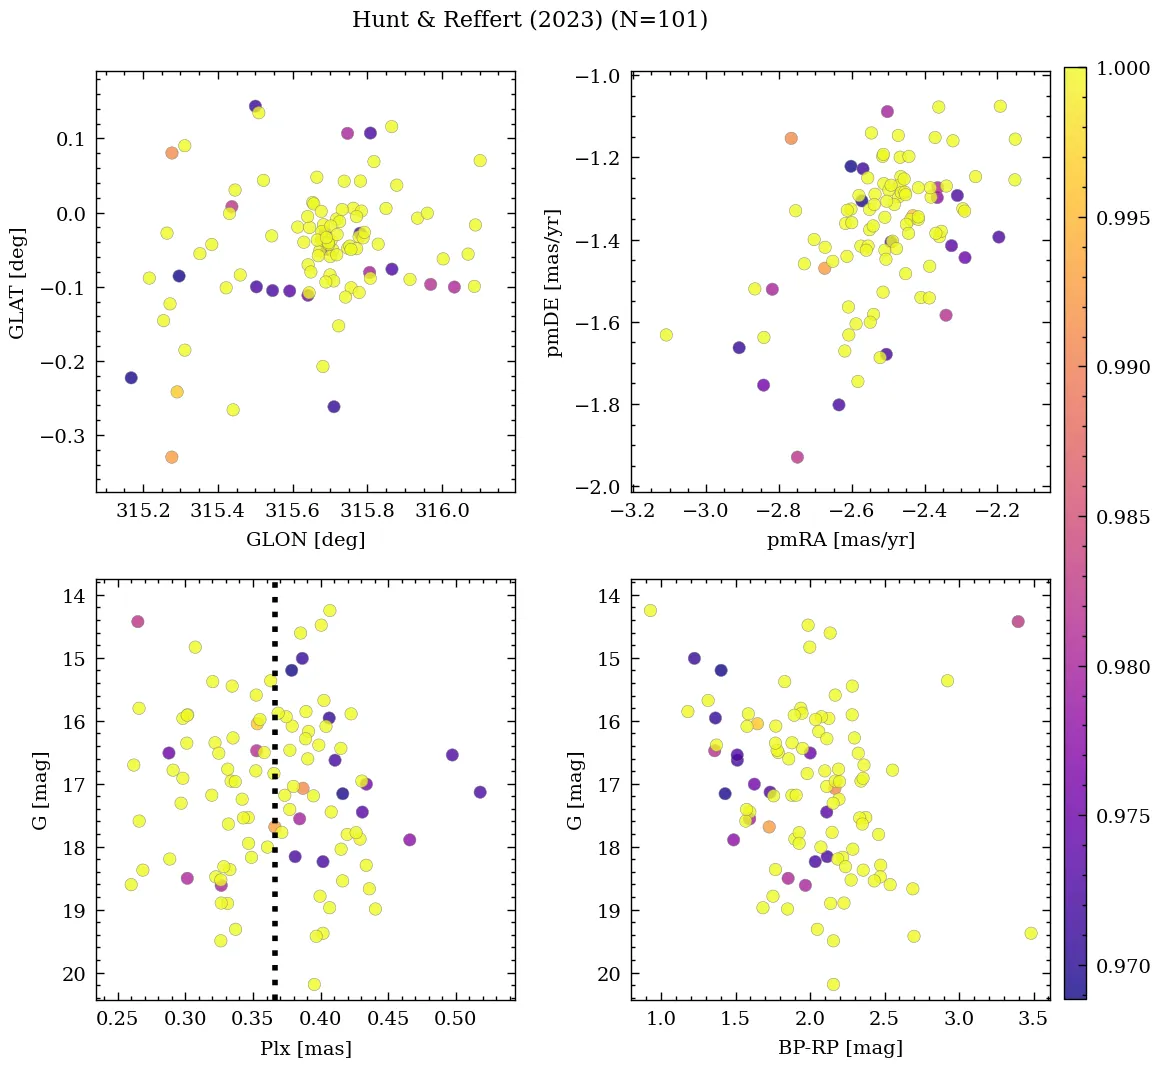 Hunt & Reffert (2023) (N=101)
0.1
0.0
−0.1
−0.2
−0.3
GLAT [deg]
315.2 315.4 315.6 315.8 316.0
GLON [deg]
−1.0
−1.2
−1.4
−1.6
−1.8
−2.0
pmDE [mas/yr]
−3.2 −3.0 −2.8 −2.6 −2.4 −2.2
pmRA [mas/yr]
14
15
16
17
18
19
20
G [mag]
0.25 0.30 0.35 0.40 0.45 0.50
Plx [mas]
14
15
16
17
18
19
20
G [mag]
1.0 1.5 2.0 2.5 3.0 3.5
BP-RP [mag]
1.000
0.995
0.990
0.985
0.980
0.975
0.970